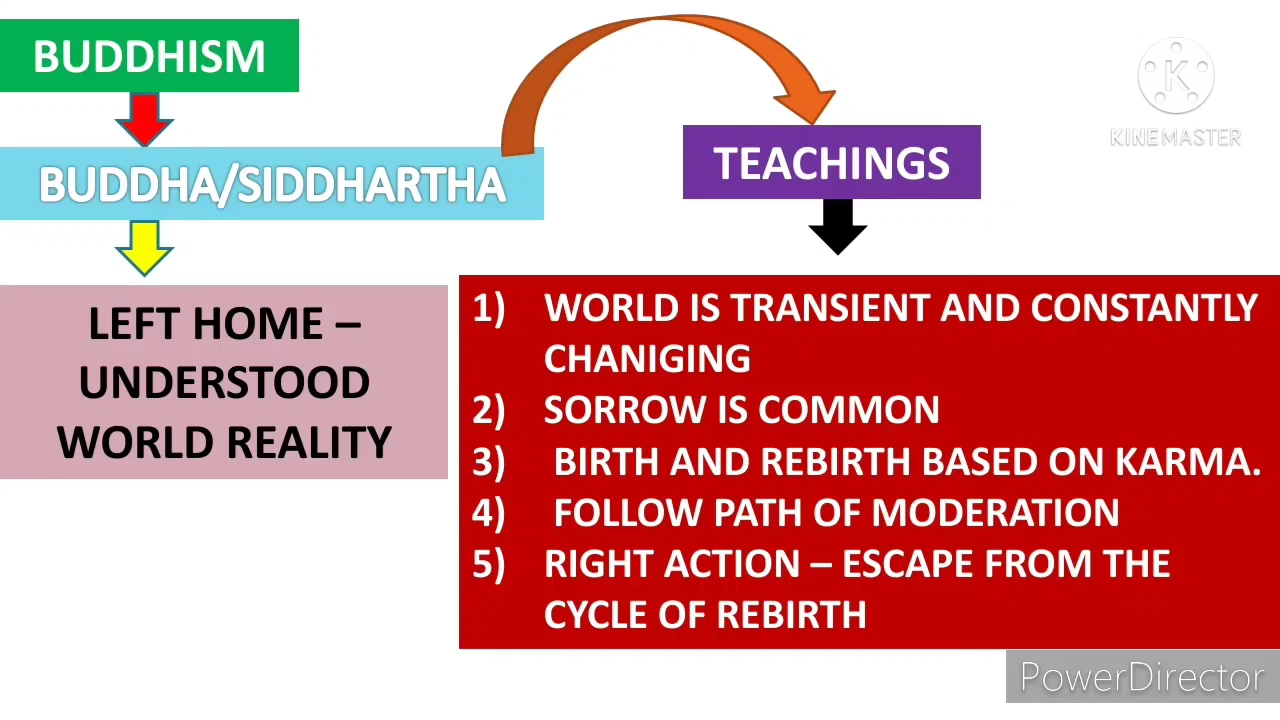 BUDDHISM
BUDDHA/SIDDHARTHA
LEFT HOME –
UNDERSTOOD
WORLD REALITY
TEACHINGS
1) WORLD IS TRANSIENT AND CONSTANTLY
CHANIGING
2) SORROW IS COMMON
3) BIRTH AND REBIRTH BASED ON KARMA.
4) FOLLOW PATH OF MODERATION
5) RIGHT ACTION – ESCAPE FROM THE
CYCLE OF REBIRTH
K
KINEMASTER
PowerDirector